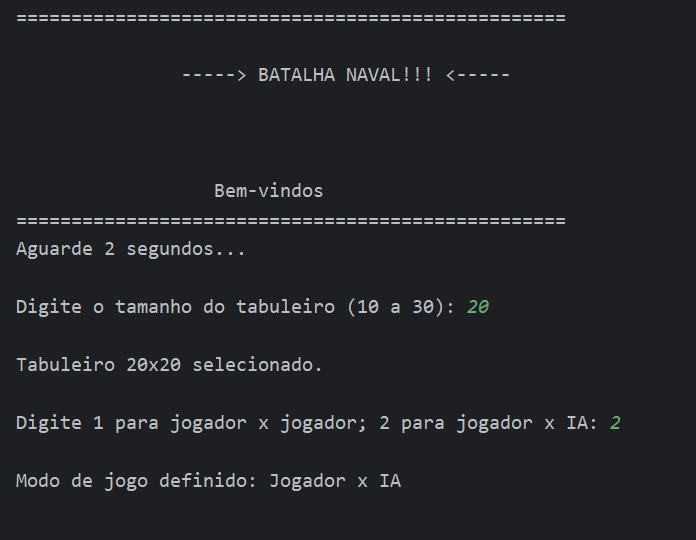 ==================================================
-----> BATALHA NAVAL!!! <-----
Bem-vindos
==================================================
Aguarde 2 segundos...
Digite o tamanho do tabuleiro (10 a 30): 20
Tabuleiro 20x20 selecionado.
Digite 1 para jogador x jogador; 2 para jogador x IA: 2
Modo de jogo definido: Jogador x IA